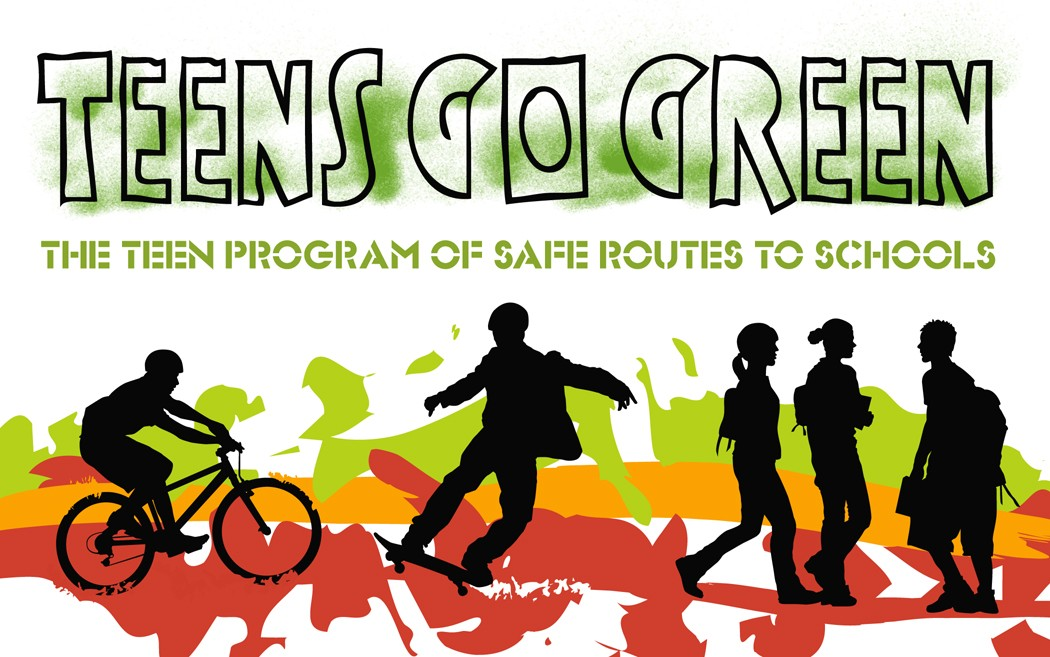 TEENS GO GREEN
THE TEEN PROGRAM OF SAFE ROUTES TO SCHOOLS